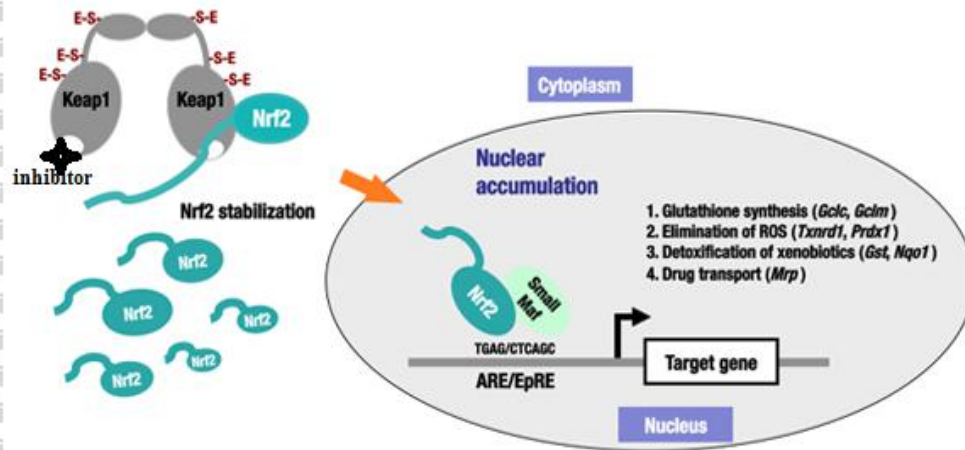 E-S-
-S-E
E-S-
-S-E
E-S-
-S-E
Keap1
Keap1
Nrf2
inhibitor
Nrf2 stabilization
Nrf2
Nrf2
Nrf2
Nrf2
Nrf2
Cytoplasm
Nuclear
accumulation
1. Glutathione synthesis (Gclc, Gclm)
2. Elimination of ROS (Txnrd1, Prdx1)
3. Detoxification of xenobiotics (Gst, Nqo1)
4. Drug transport (Mrp)
Nrf2
Small
Maf
TGAG/CTCAGC
ARE/EpRE
Target gene
Nucleus